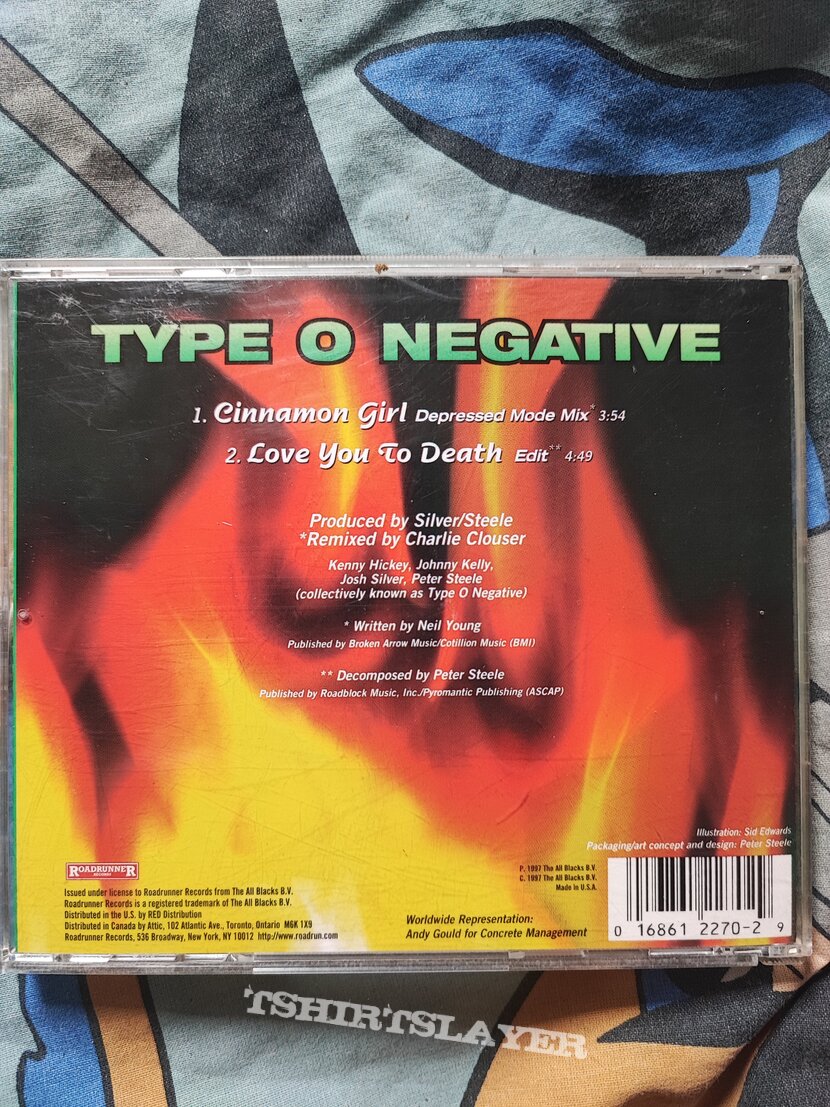 TYPE O NEGATIVE
1. Cinnamon Girl Depressed Mode Mix* 3:54
2. Love You To Death Edit** 4:49
Produced by Silver/Steele
*Remixed by Charlie Clouser
Kenny Hickey, Johnny Kelly,
Josh Silver, Peter Steele
(collectively known as Type O Negative)
* Written by Neil Young
Published by Broken Arrow Music/Cotillion Music (BMI)
** Decomposed by Peter Steele
Published by Roadblock Music, Inc./Pyromantic Publishing (ASCAP)
Illustration: Sid Edwards
Packaging/art concept and design: Peter Steele
ROADRUNNER
RECORDS
Issued under license to Roadrunner Records from The All Blacks B.V.
Roadrunner Records is a registered trademark of The All Blacks B.V.
Distributed in the U.S. by RED Distribution
Distributed in Canada by Attic, 102 Atlantic Ave., Toronto, Ontario M6K 1X9
Roadrunner Records, 536 Broadway, New York, NY 10012 http://www.roadrun.com
Worldwide Representation:
Andy Gould for Concrete Management
P. 1997 The All Blacks B.V.
C. 1997 The All Blacks B.V.
Made in U.S.A.
0 16861 2270-2 9
TSHIRTSLAYER